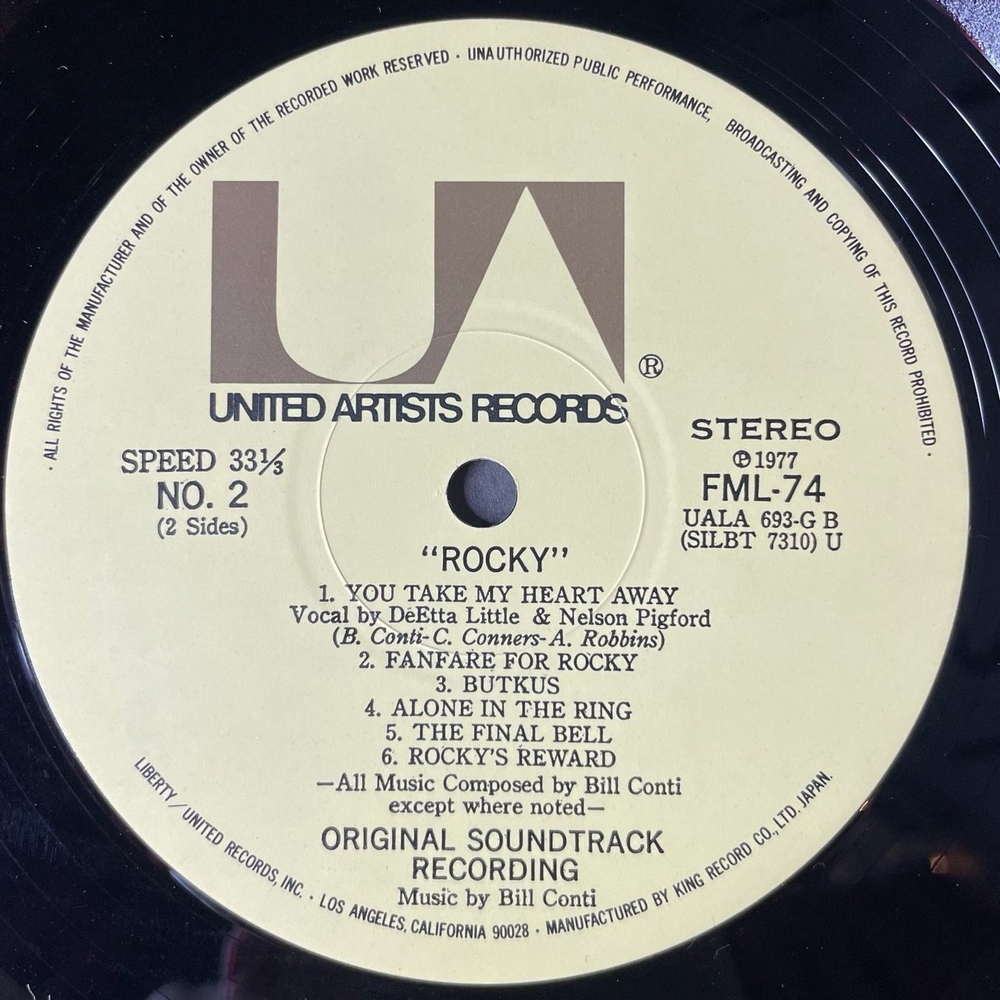 · ALL RIGHTS OF THE MANUFACTURER AND OF THE OWNER OF THE RECORDED WORK RESERVED · UNAUTHORIZED PUBLIC PERFORMANCE, BROADCASTING AND COPYING OF THIS RECORD PROHIBITED ·
UA
®
UNITED ARTISTS RECORDS
SPEED 33⅓
NO. 2
(2 Sides)
STEREO
℗ 1977
FML-74
UALA 693-G B
(SILBT 7310) U
“ROCKY”
1. YOU TAKE MY HEART AWAY
Vocal by DeEtta Little & Nelson Pigford
(B. Conti-C. Conners-A. Robbins)
2. FANFARE FOR ROCKY
3. BUTKUS
4. ALONE IN THE RING
5. THE FINAL BELL
6. ROCKY'S REWARD
—All Music Composed by Bill Conti
except where noted—
ORIGINAL SOUNDTRACK
RECORDING
Music by Bill Conti
LIBERTY/UNITED RECORDS, INC. · LOS ANGELES, CALIFORNIA 90028 · MANUFACTURED BY KING RECORD CO., LTD. JAPAN.